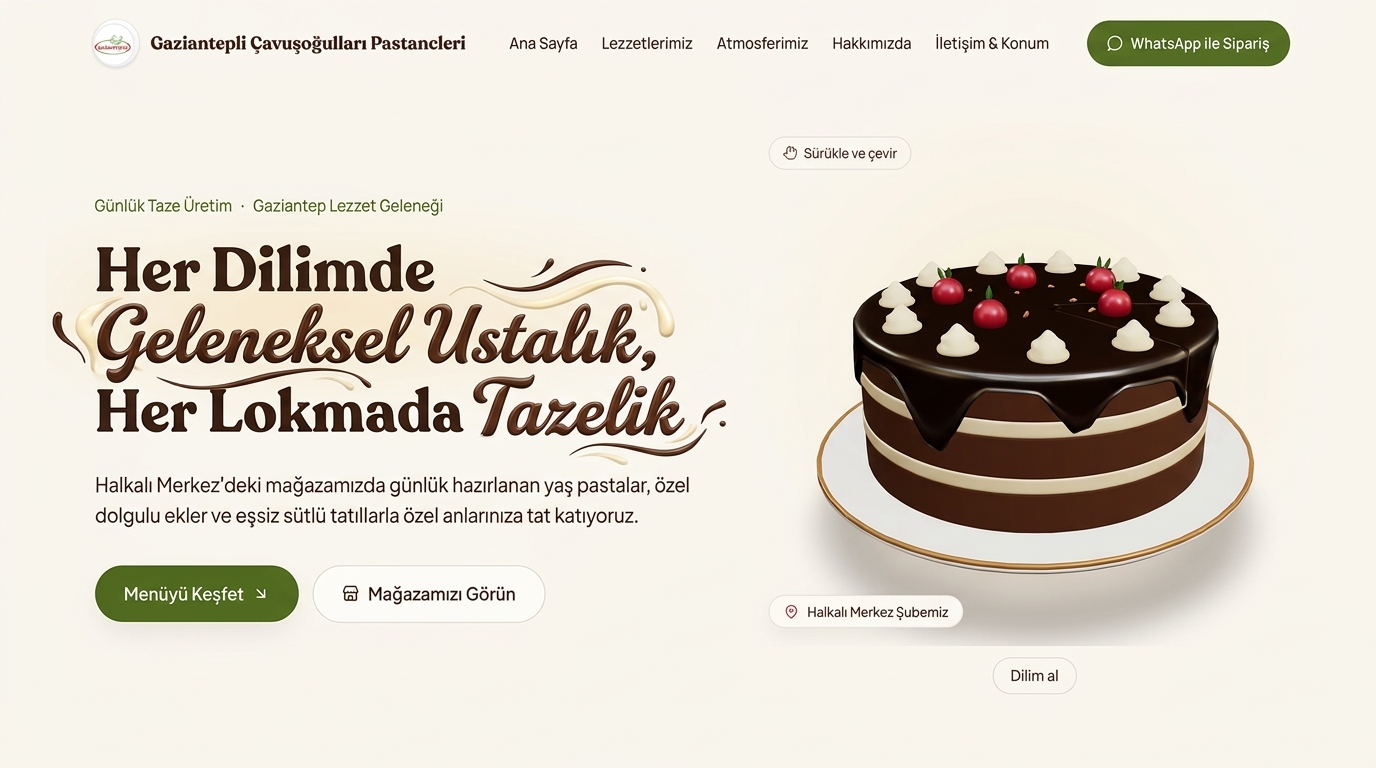 Gaziantepli Çavuşoğulları Pastancleri
Ana Sayfa
Lezzetlerimiz
Atmosferimiz
Hakkımızda
İletişim & Konum
WhatsApp ile Sipariş
Sürükle ve çevir
Günlük Taze Üretim · Gaziantep Lezzet Geleneği
Her Dilimde
Geleneksel Ustalık,
Her Lokmada Tazelik
Halkalı Merkez'deki mağazamızda günlük hazırlanan yaş pastalar, özel
dolgulu ekler ve eşsiz sütlü tatıllarla özel anlarınıza tat katıyoruz.
Menüyü Keşfet
Mağazamızı Görün
Halkalı Merkez Şubemiz
Dilim al